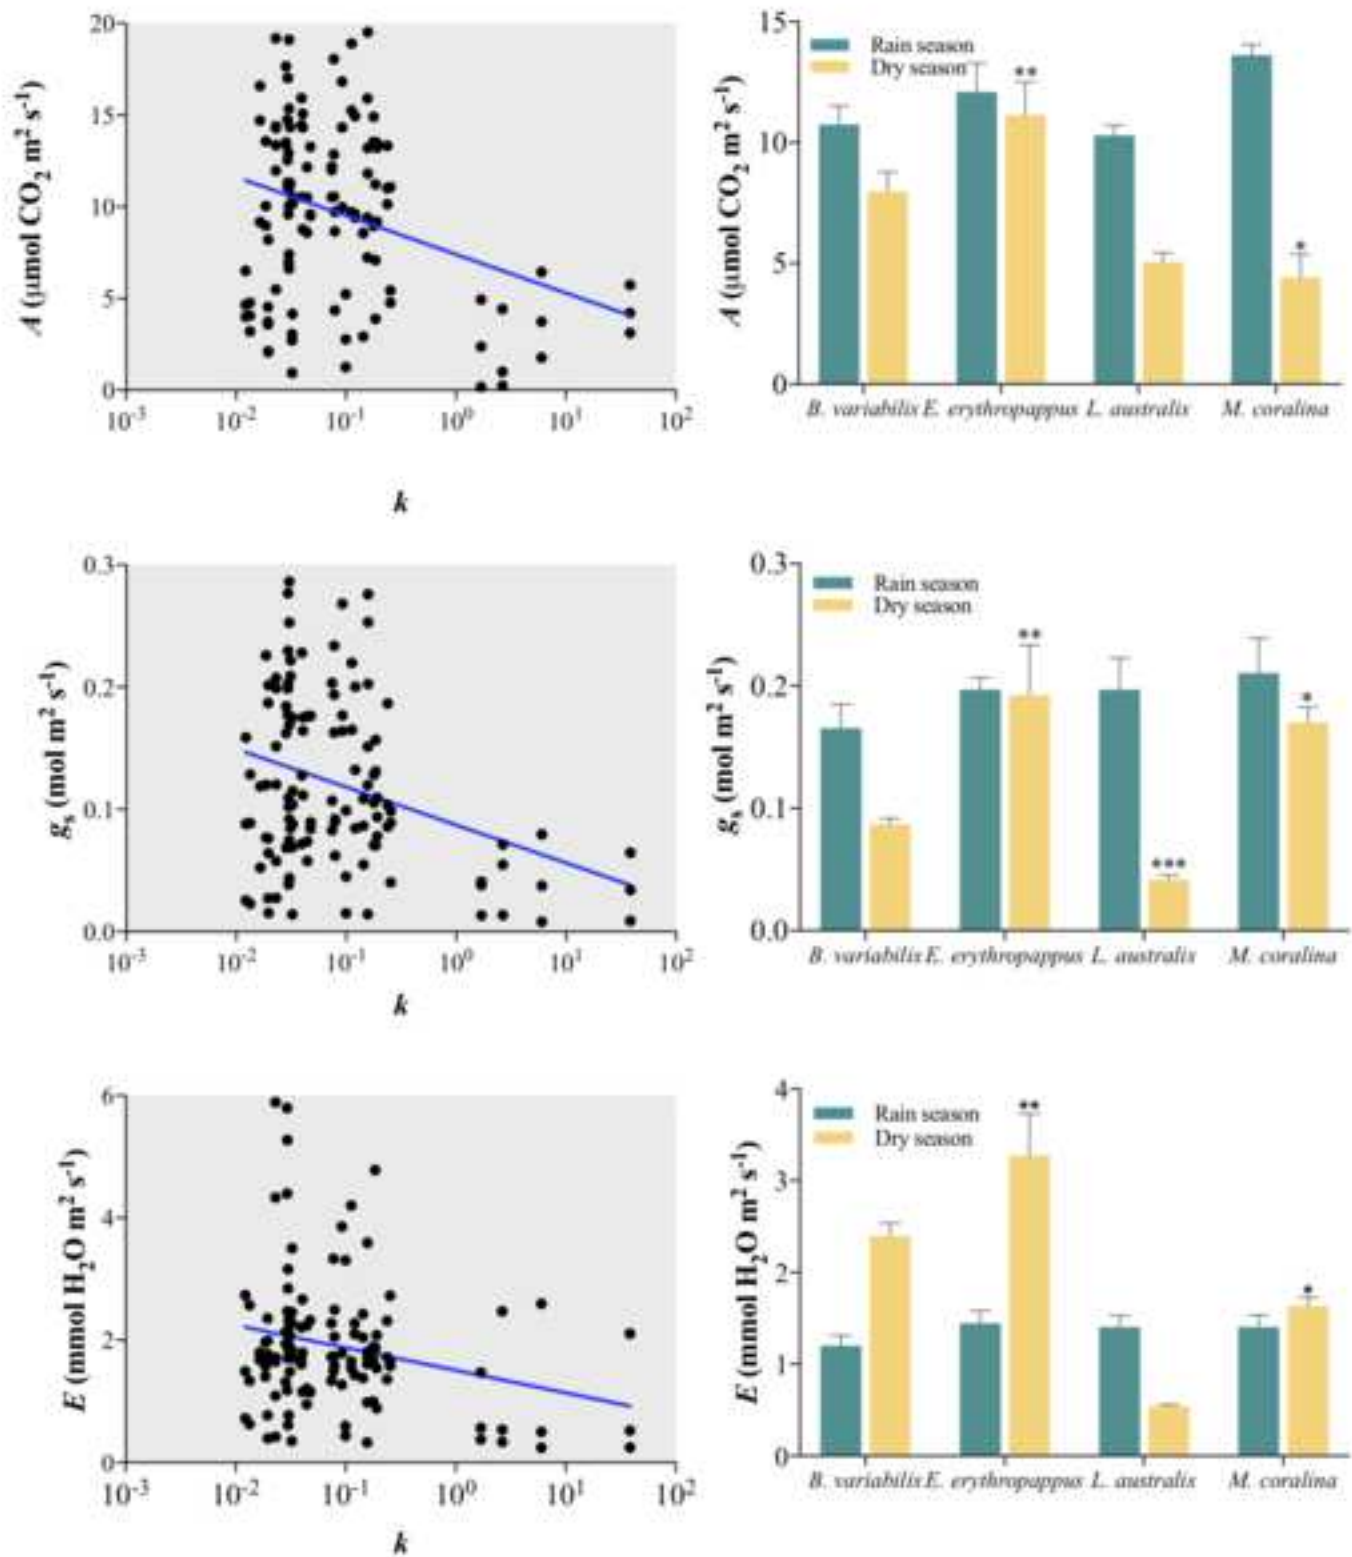 20
15
10
5
0
A (μmol CO₂ m² s⁻¹)
10⁻³ 10⁻² 10⁻¹ 10⁰ 10¹ 10²
k
15
10
5
0
A (μmol CO₂ m² s⁻¹)
Rain season
Dry season
**
*
B. variabilis E. erythropappus L. australis M. coralina
0.3
0.2
0.1
0.0
gₛ (mol m² s⁻¹)
10⁻³ 10⁻² 10⁻¹ 10⁰ 10¹ 10²
k
0.3
0.2
0.1
0.0
gₛ (mol m² s⁻¹)
Rain season
Dry season
**
***
*
B. variabilis E. erythropappus L. australis M. coralina
6
4
2
0
E (mmol H₂O m² s⁻¹)
10⁻³ 10⁻² 10⁻¹ 10⁰ 10¹ 10²
k
4
3
2
1
0
E (mmol H₂O m² s⁻¹)
Rain season
Dry season
**
*
B. variabilis E. erythropappus L. australis M. coralina